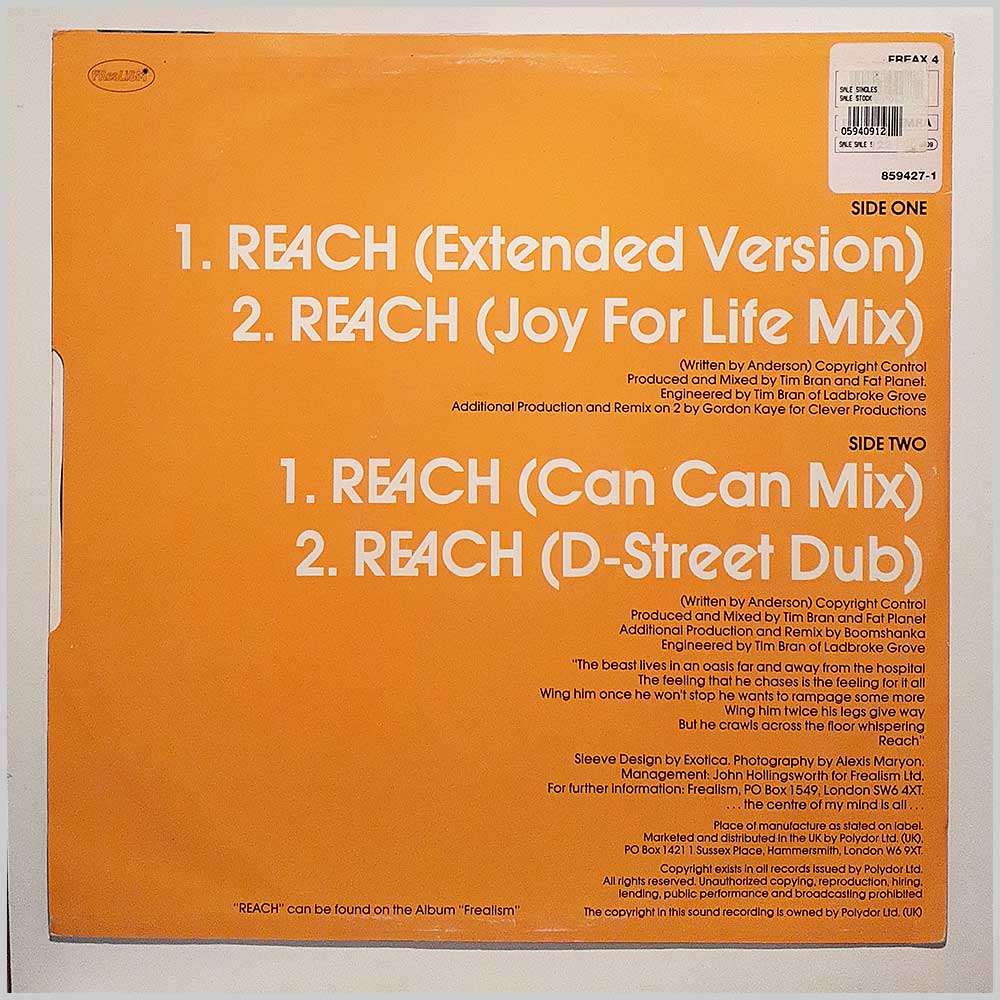 FReaLiSM
FREAX 4
SALE SINGLES
SALE STOCK
05940912
SALE SALE
859427-1
SIDE ONE
1. REACH (Extended Version)
2. REACH (Joy For Life Mix)
(Written by Anderson) Copyright Control
Produced and Mixed by Tim Bran and Fat Planet.
Engineered by Tim Bran of Ladbroke Grove
Additional Production and Remix on 2 by Gordon Kaye for Clever Productions
SIDE TWO
1. REACH (Can Can Mix)
2. REACH (D-Street Dub)
(Written by Anderson) Copyright Control
Produced and Mixed by Tim Bran and Fat Planet
Additional Production and Remix by Boomshanka
Engineered by Tim Bran of Ladbroke Grove
"The beast lives in an oasis far and away from the hospital
The feeling that he chases is the feeling for it all
Wing him once he won't stop he wants to rampage some more
Wing him twice his legs give way
But he crawls across the floor whispering
Reach"
Sleeve Design by Exotica. Photography by Alexis Maryon.
Management: John Hollingsworth for Frealism Ltd.
For further information: Frealism, PO Box 1549, London SW6 4XT.
. . . the centre of my mind is all . . .
Place of manufacture as stated on label.
Marketed and distributed in the UK by Polydor Ltd. (UK),
PO Box 1421 1 Sussex Place, Hammersmith, London W6 9XT.
Copyright exists in all records issued by Polydor Ltd.
All rights reserved. Unauthorized copying, reproduction, hiring,
lending, public performance and broadcasting prohibited
"REACH" can be found on the Album "Frealism"
The copyright in this sound recording is owned by Polydor Ltd. (UK)